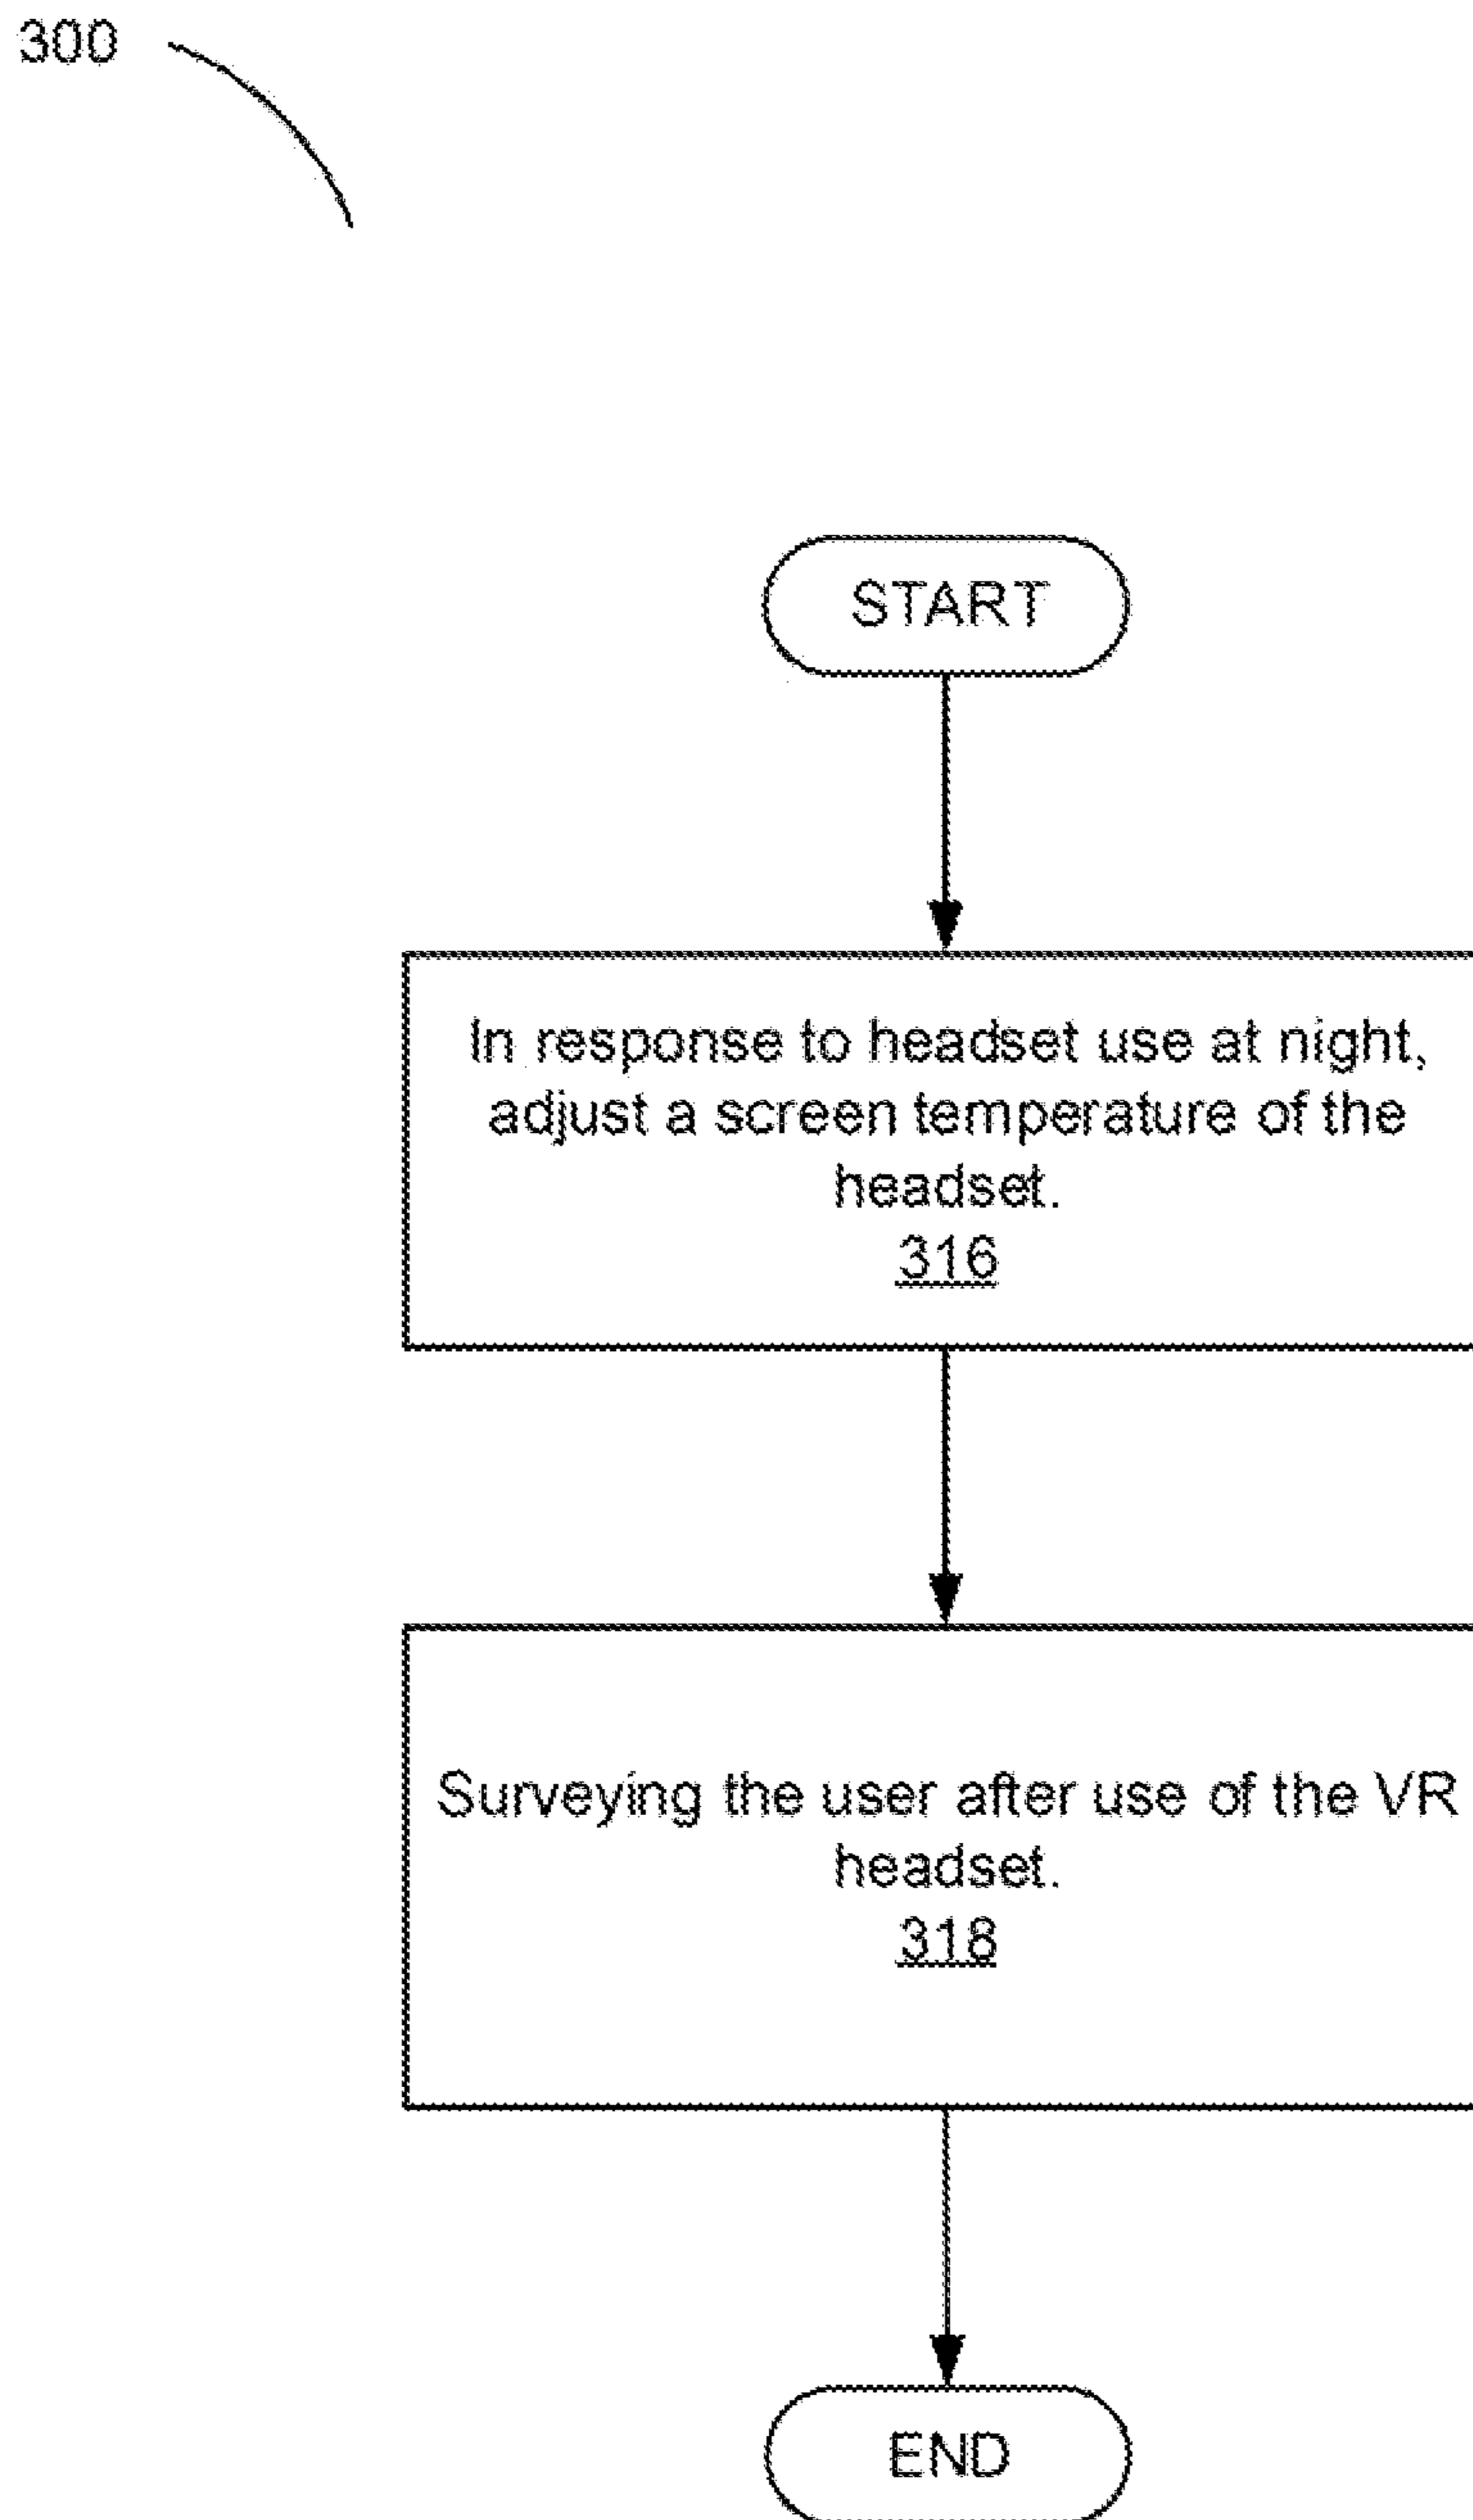 300
START
In response to headset use at night,
adjust a screen temperature of the
headset.
316
Surveying the user after use of the VR
headset.
318
END